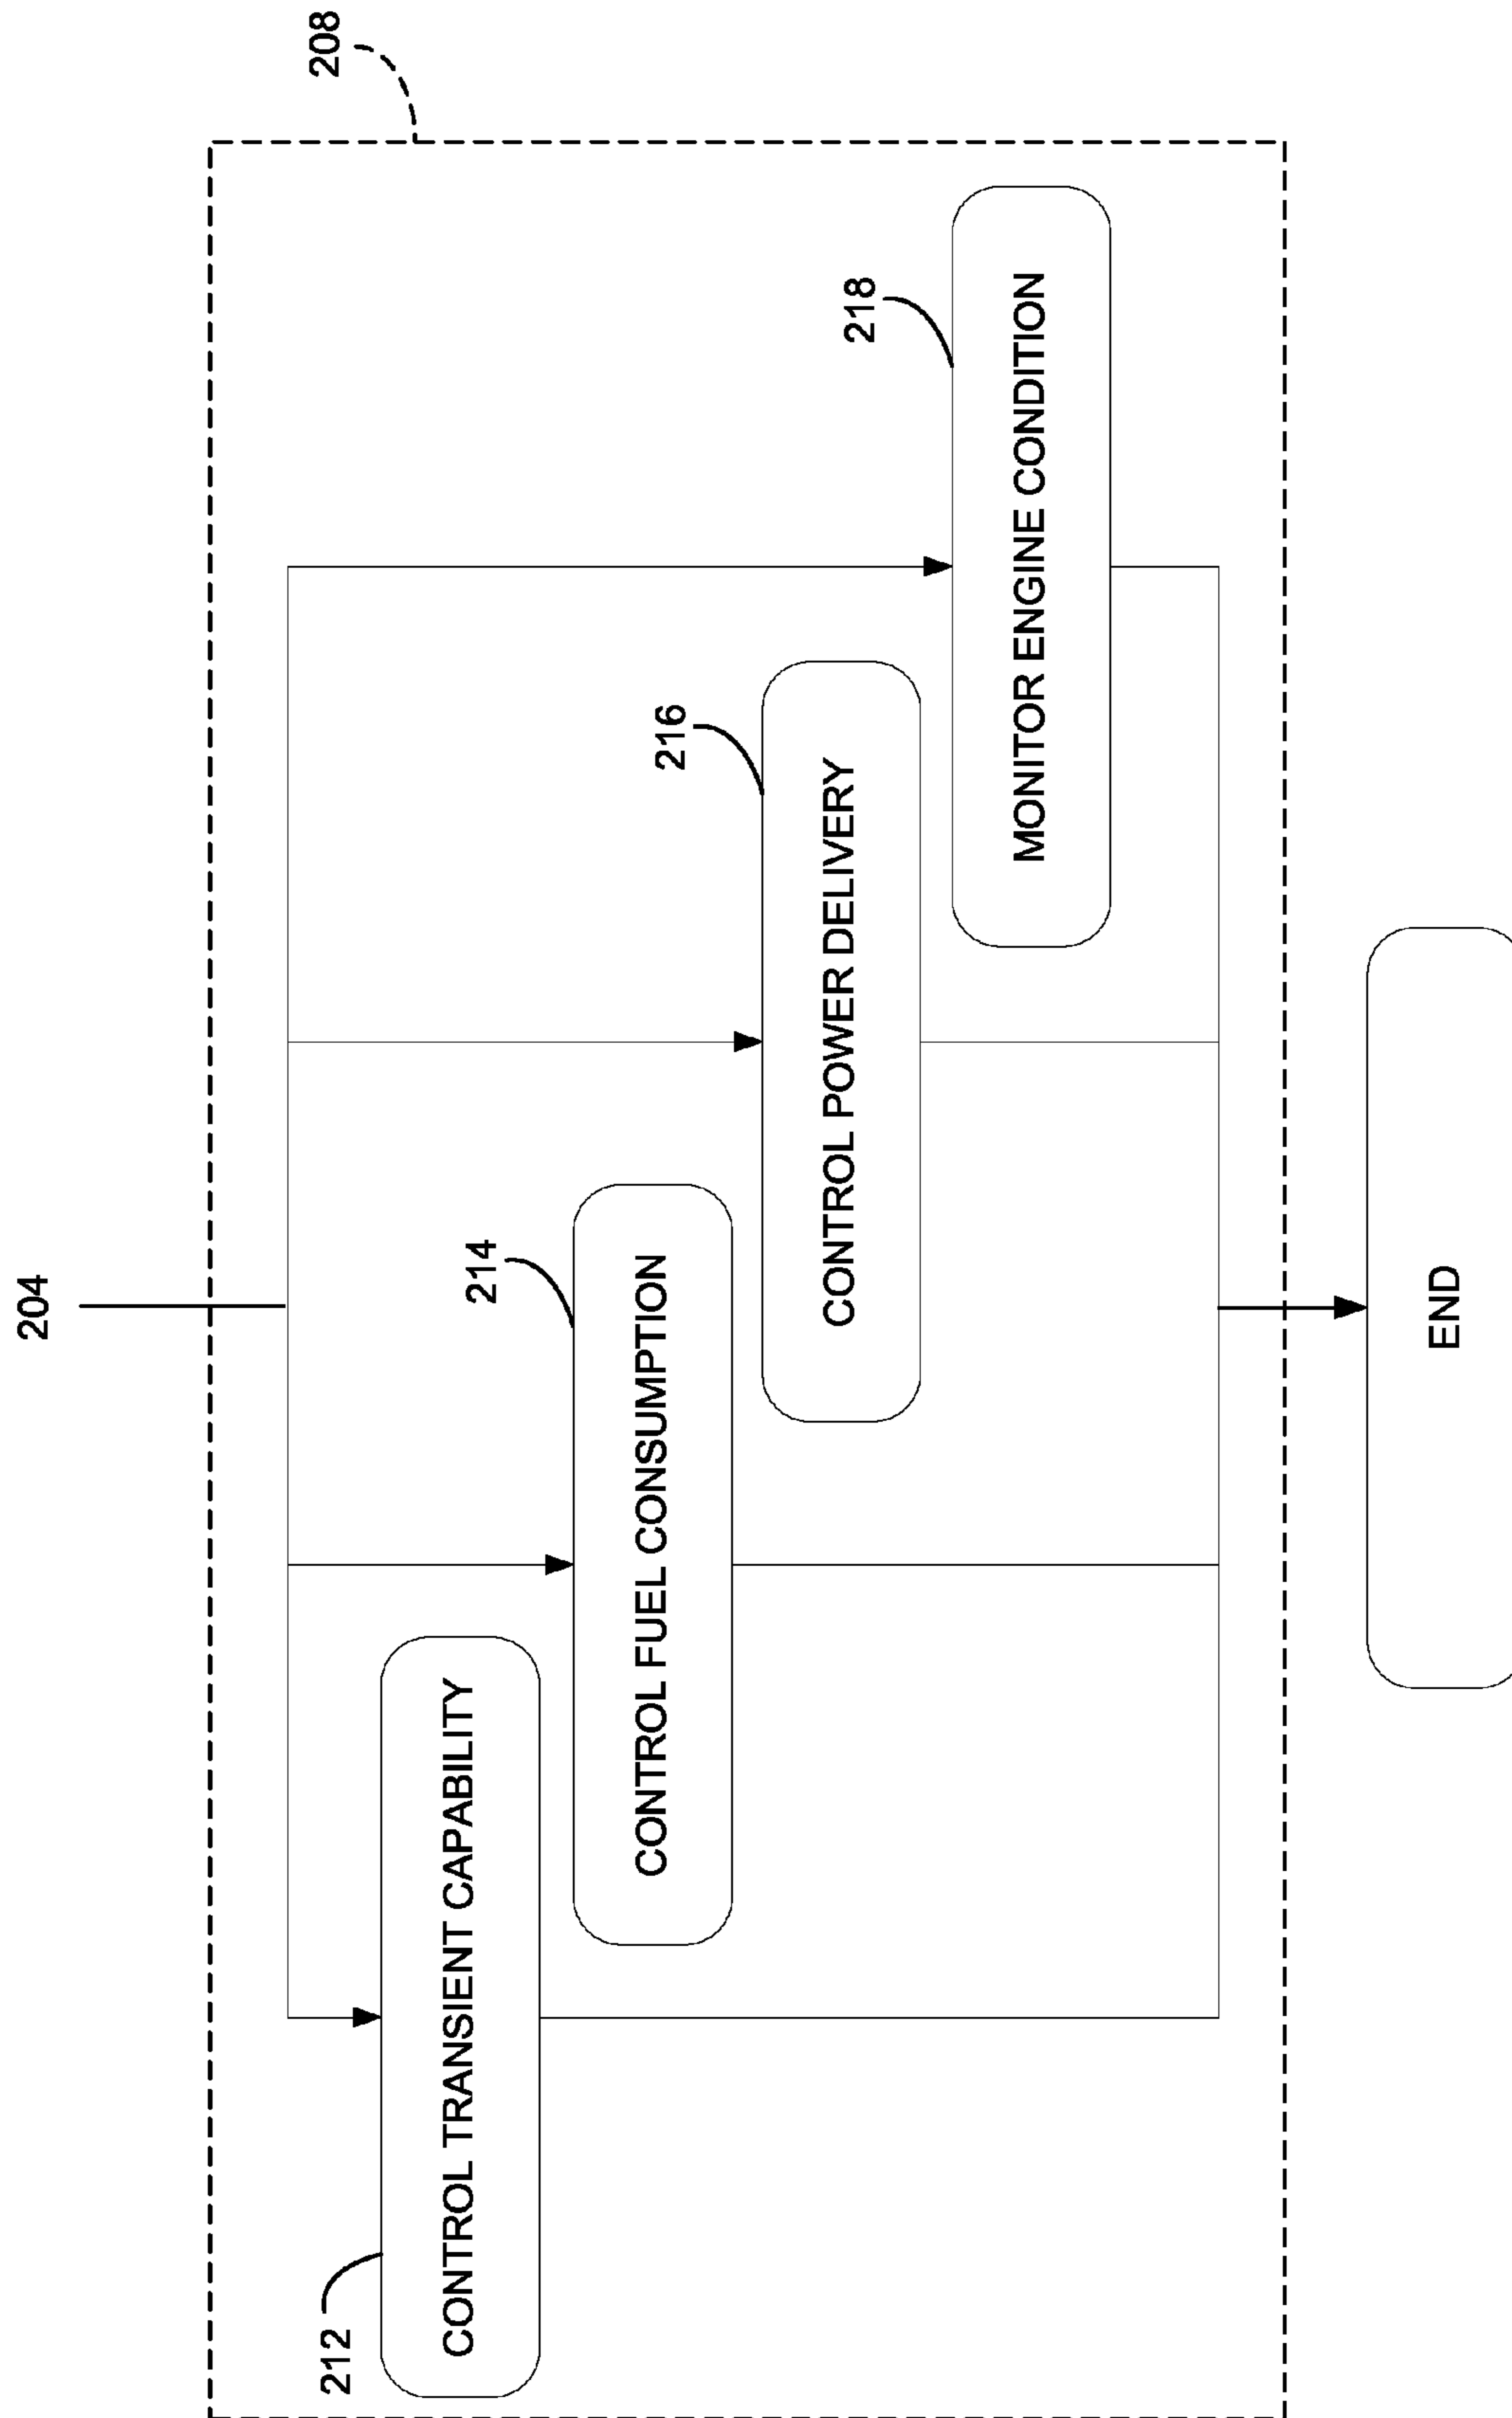 204
208
212
CONTROL TRANSIENT CAPABILITY
214
CONTROL FUEL CONSUMPTION
216
CONTROL POWER DELIVERY
218
MONITOR ENGINE CONDITION
END